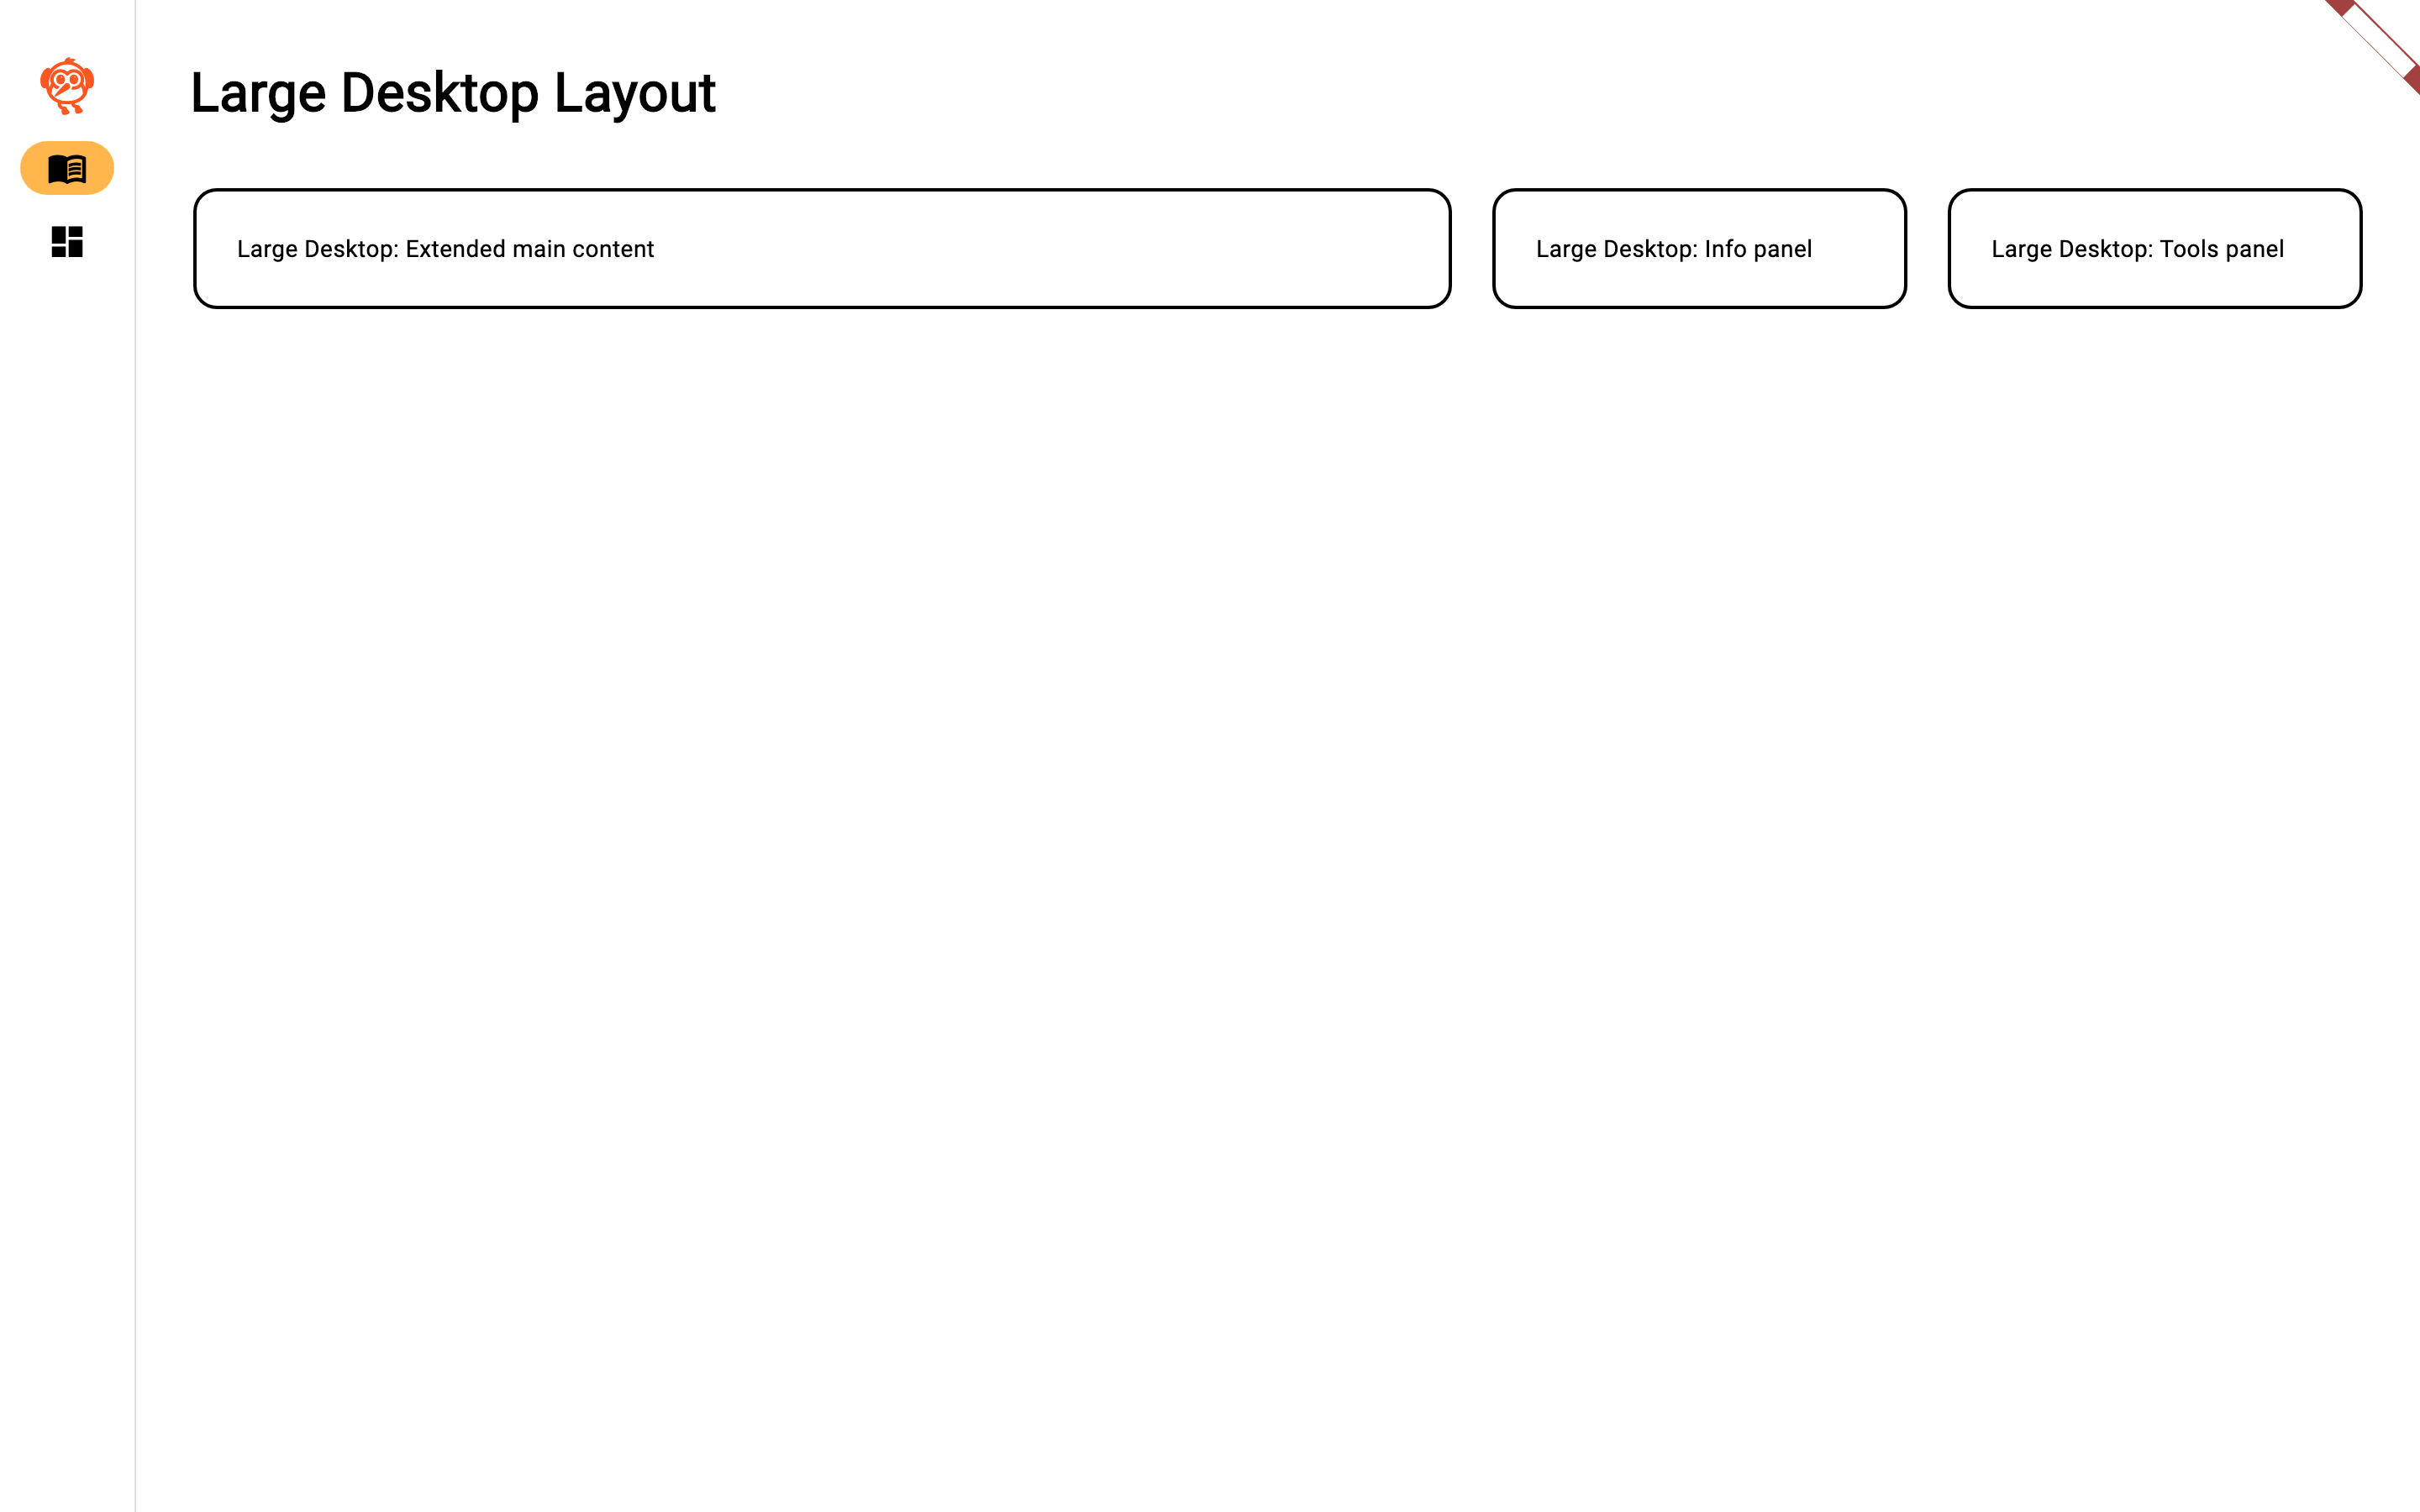 Large Desktop Layout
Large Desktop: Extended main content
Large Desktop: Info panel
Large Desktop: Tools panel